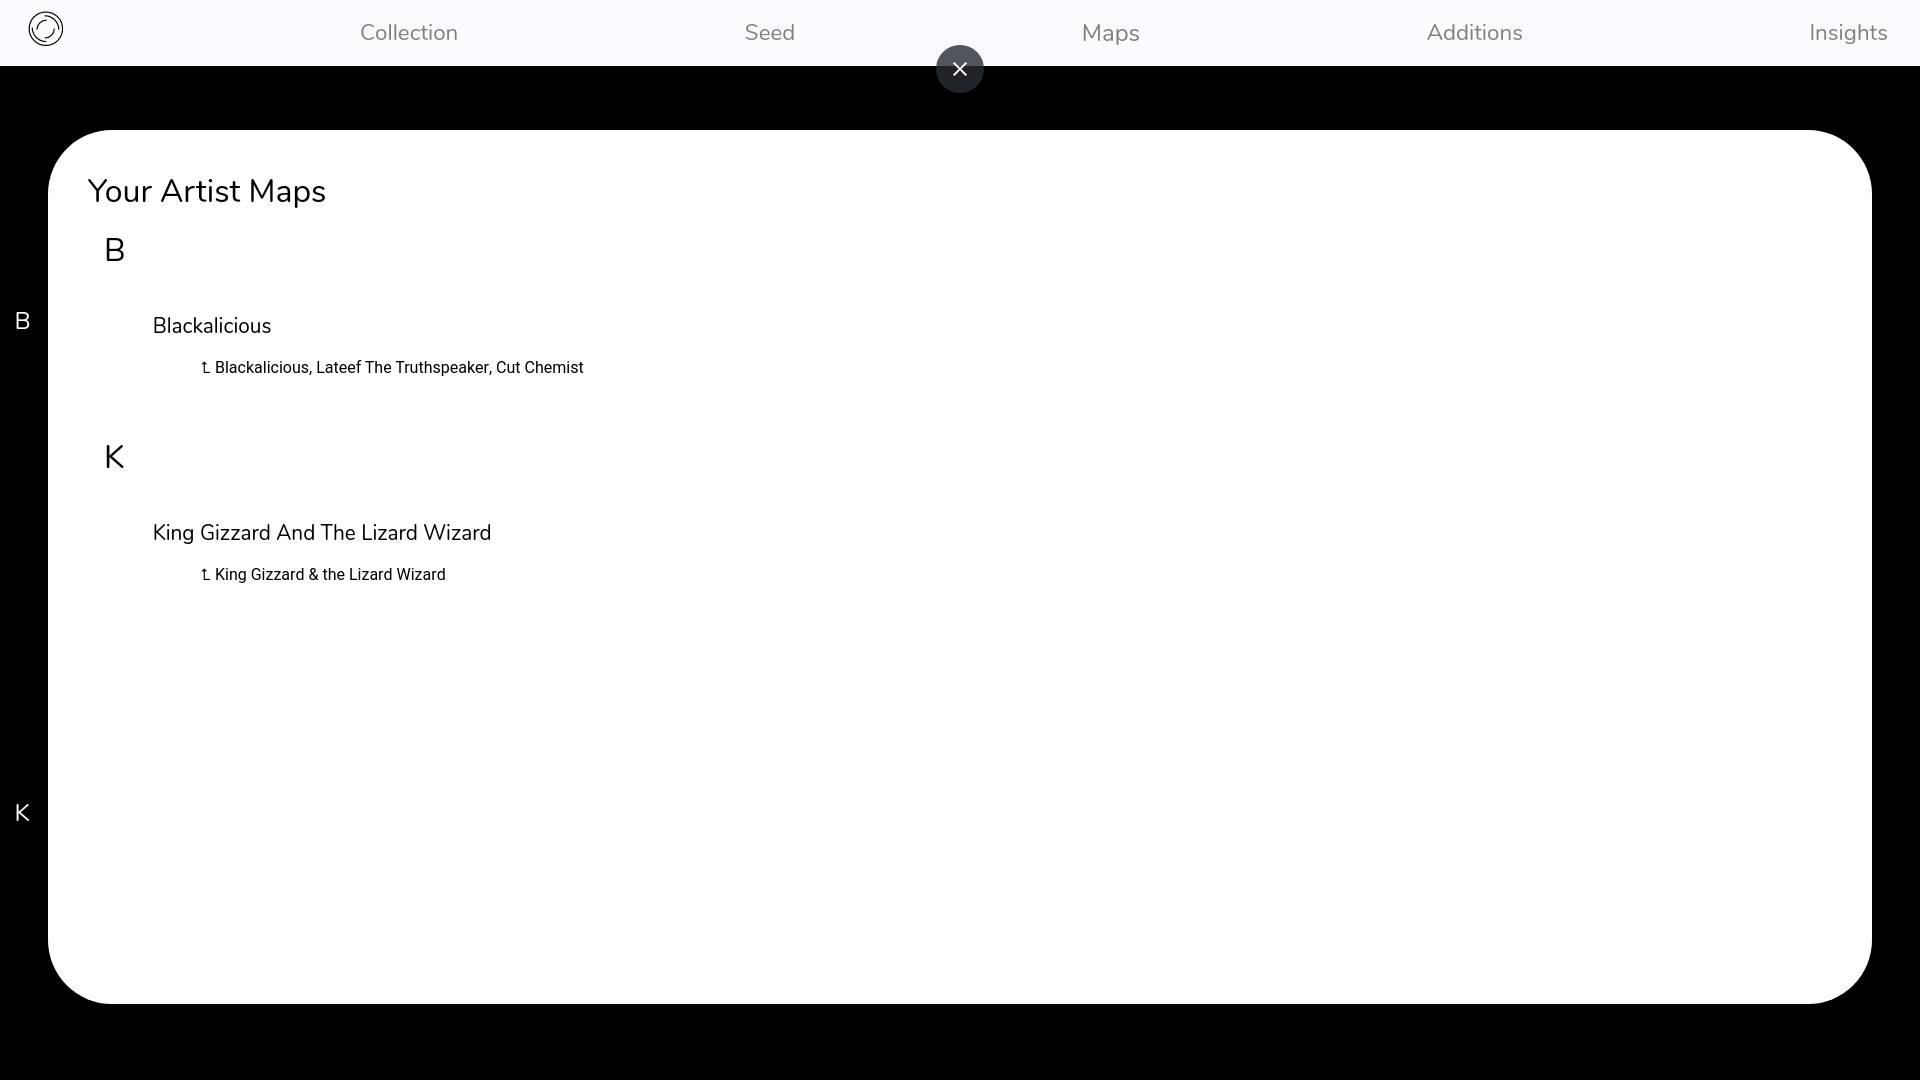 Collection Seed Maps Additions Insights
Your Artist Maps
B
B
Blackalicious
Blackalicious, Lateef The Truthspeaker, Cut Chemist
K
King Gizzard And The Lizard Wizard
King Gizzard & the Lizard Wizard
K